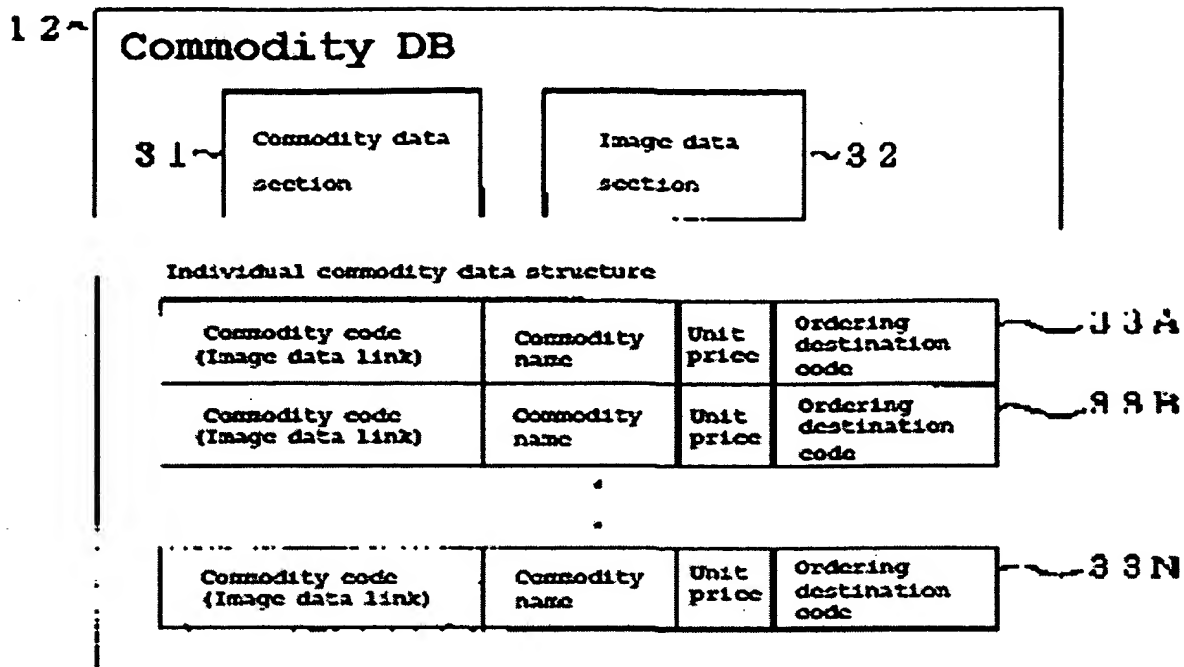 12
Commodity DB
31
Commodity data
section
Image data
section
32
Individual commodity data structure
Commodity code
(Image data link)
Commodity
name
Unit
price
Ordering
destination
code
33A
Commodity code
(Image data link)
Commodity
name
Unit
price
Ordering
destination
code
33B
Commodity code
(Image data link)
Commodity
name
Unit
price
Ordering
destination
code
33N